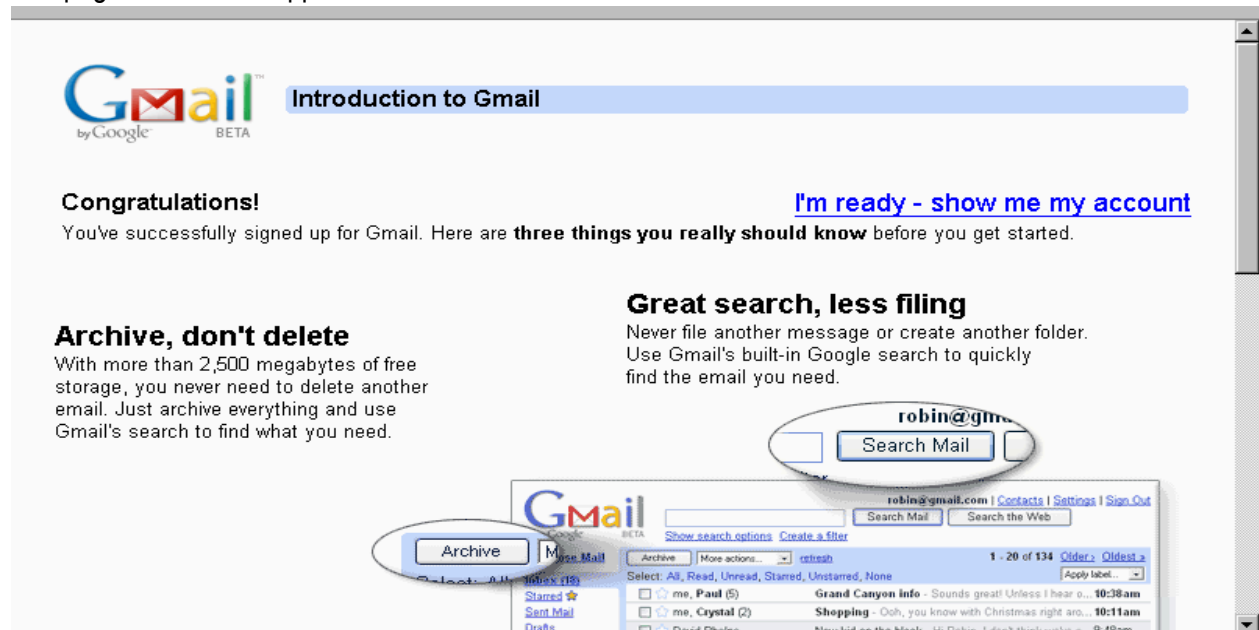 Gmail™
by Google BETA
Introduction to Gmail
Congratulations!
I'm ready - show me my account
You've successfully signed up for Gmail. Here are three things you really should know before you get started.
Archive, don't delete
With more than 2,500 megabytes of free
storage, you never need to delete another
email. Just archive everything and use
Gmail's search to find what you need.
Great search, less filing
Never file another message or create another folder.
Use Gmail's built-in Google search to quickly
find the email you need.
robin@gm
Search Mail
Gmail
Google BETA
robin@gmail.com | Contacts | Settings | Sign Out
Search Mail Search the Web
Show search options Create a filter
Archive M
Mail
Archive More actions... refresh 1 - 20 of 134 Older › Oldest »
Select: All, Read, Unread, Starred, Unstarred, None Apply label...
Inbox (18)
Starred
Sent Mail
Drafts
me, Paul (5) Grand Canyon info - Sounds great! Unless I hear o... 10:38am
me, Crystal (2) Shopping - Ooh, you know with Christmas right aro... 10:11am